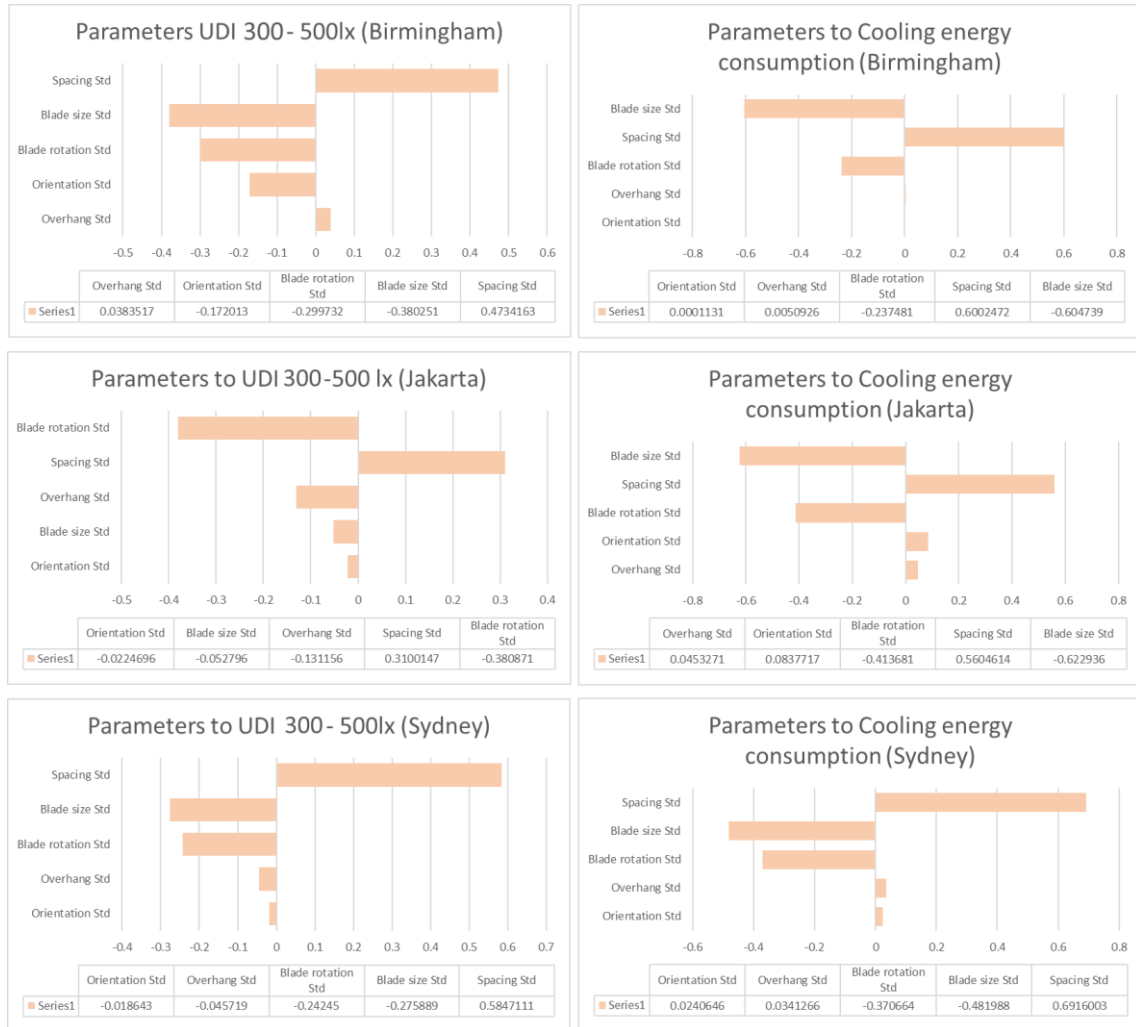 Parameters UDI 300 - 500lx (Birmingham)
Spacing Std
Blade size Std
Blade rotation Std
Orientation Std
Overhang Std
-0.5 -0.4 -0.3 -0.2 -0.1 0 0.1 0.2 0.3 0.4 0.5 0.6
Overhang Std Orientation Std Blade rotation Std Blade size Std Spacing Std
Series1 0.0383517 -0.172013 -0.299732 -0.380251 0.4734163
Parameters to Cooling energy
consumption (Birmingham)
Blade size Std
Spacing Std
Blade rotation Std
Overhang Std
Orientation Std
-0.8 -0.6 -0.4 -0.2 0 0.2 0.4 0.6 0.8
Orientation Std Overhang Std Blade rotation Std Spacing Std Blade size Std
Series1 0.0001131 0.0050926 -0.237481 0.6002472 -0.604739
Parameters to UDI 300-500 lx (Jakarta)
Blade rotation Std
Spacing Std
Overhang Std
Blade size Std
Orientation Std
-0.5 -0.4 -0.3 -0.2 -0.1 0 0.1 0.2 0.3 0.4
Orientation Std Blade size Std Overhang Std Spacing Std Blade rotation Std
Series1 -0.0224696 -0.052796 -0.131156 0.3100147 -0.380871
Parameters to Cooling energy
consumption (Jakarta)
Blade size Std
Spacing Std
Blade rotation Std
Orientation Std
Overhang Std
-0.8 -0.6 -0.4 -0.2 0 0.2 0.4 0.6 0.8
Overhang Std Orientation Std Blade rotation Std Spacing Std Blade size Std
Series1 0.0453271 0.0837717 -0.413681 0.5604614 -0.622936
Parameters to UDI 300 - 500lx (Sydney)
Spacing Std
Blade size Std
Blade rotation Std
Overhang Std
Orientation Std
-0.4 -0.3 -0.2 -0.1 0 0.1 0.2 0.3 0.4 0.5 0.6 0.7
Orientation Std Overhang Std Blade rotation Std Blade size Std Spacing Std
Series1 -0.018643 -0.045719 -0.24245 -0.275889 0.5847111
Parameters to Cooling energy
consumption (Sydney)
Spacing Std
Blade size Std
Blade rotation Std
Overhang Std
Orientation Std
-0.6 -0.4 -0.2 0 0.2 0.4 0.6 0.8
Orientation Std Overhang Std Blade rotation Std Blade size Std Spacing Std
Series1 0.0240646 0.0341266 -0.370664 -0.481988 0.6916003